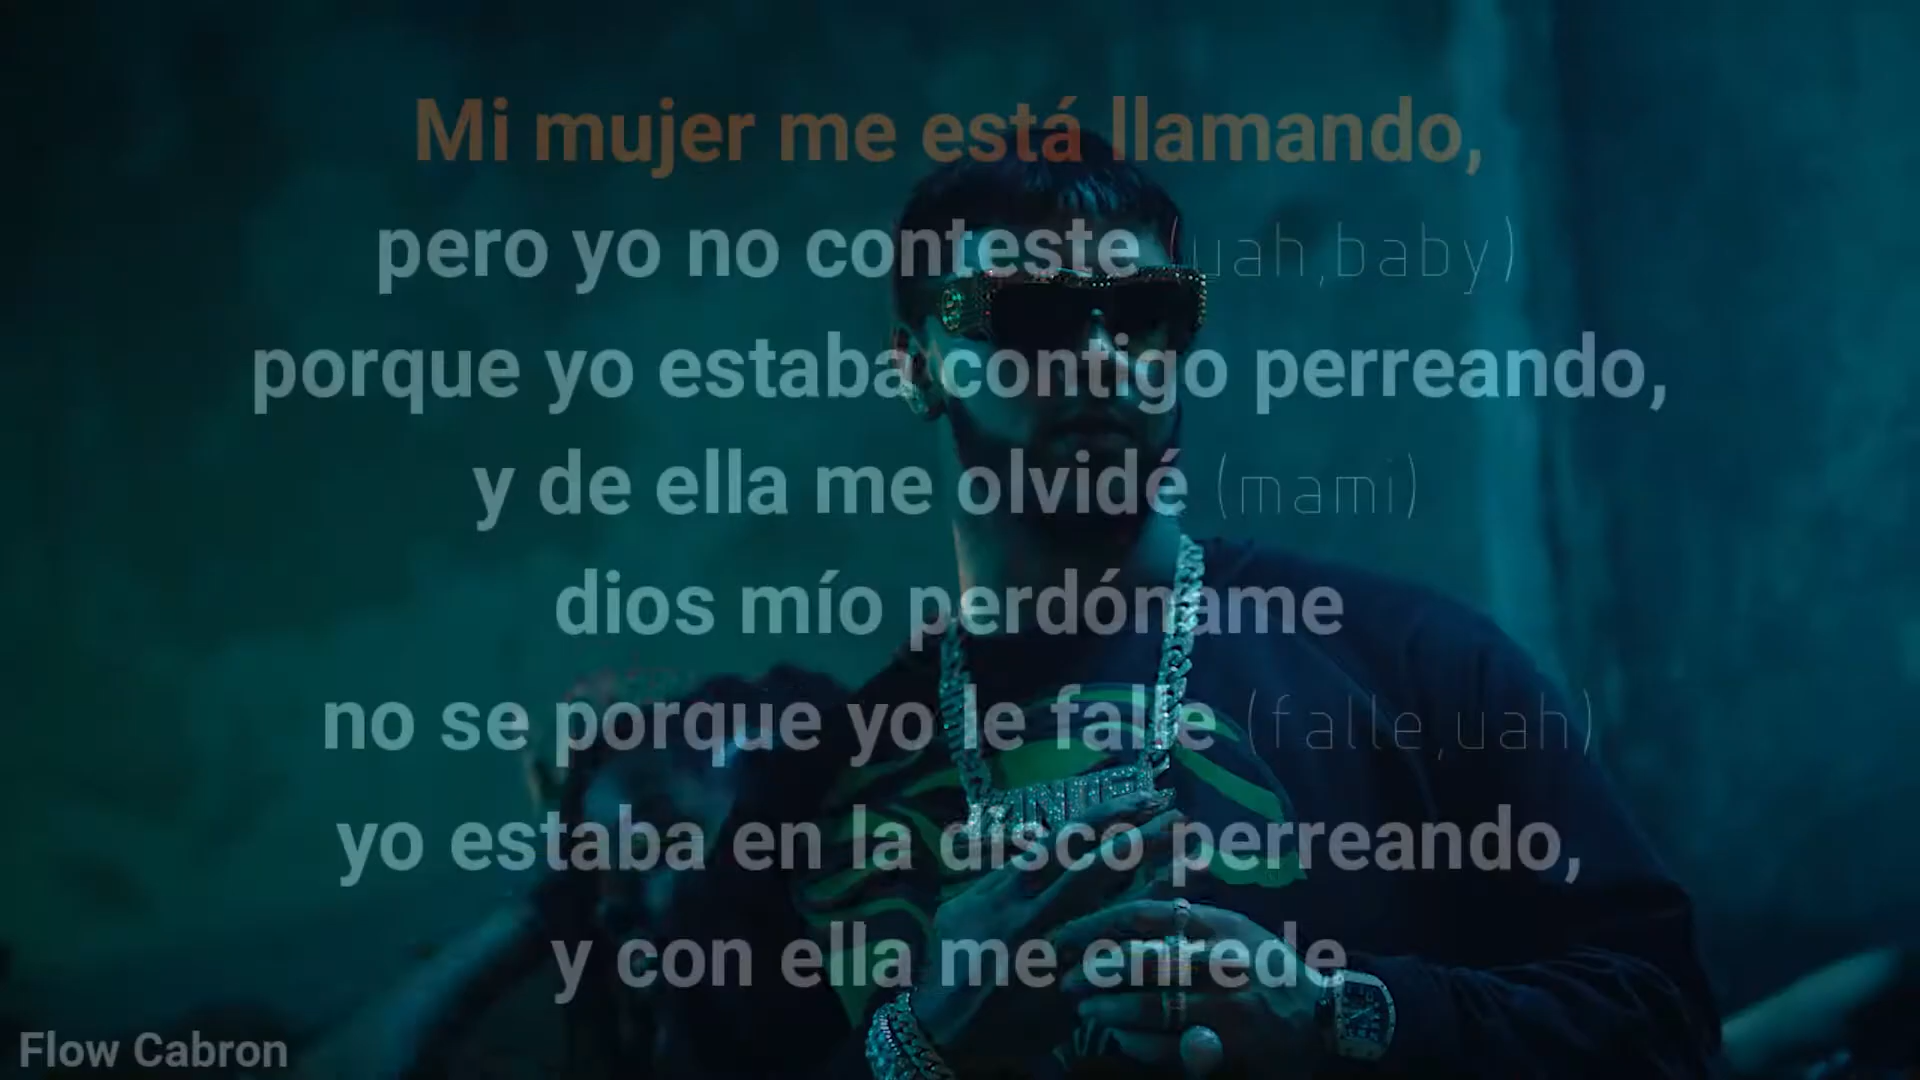 Mi mujer me está llamando,
pero yo no conteste (uah,baby)
porque yo estaba contigo perreando,
y de ella me olvidé (mami)
dios mío perdóname
no se porque yo le falle (falle,uah)
yo estaba en la disco perreando,
y con ella me enrede
Flow Cabron